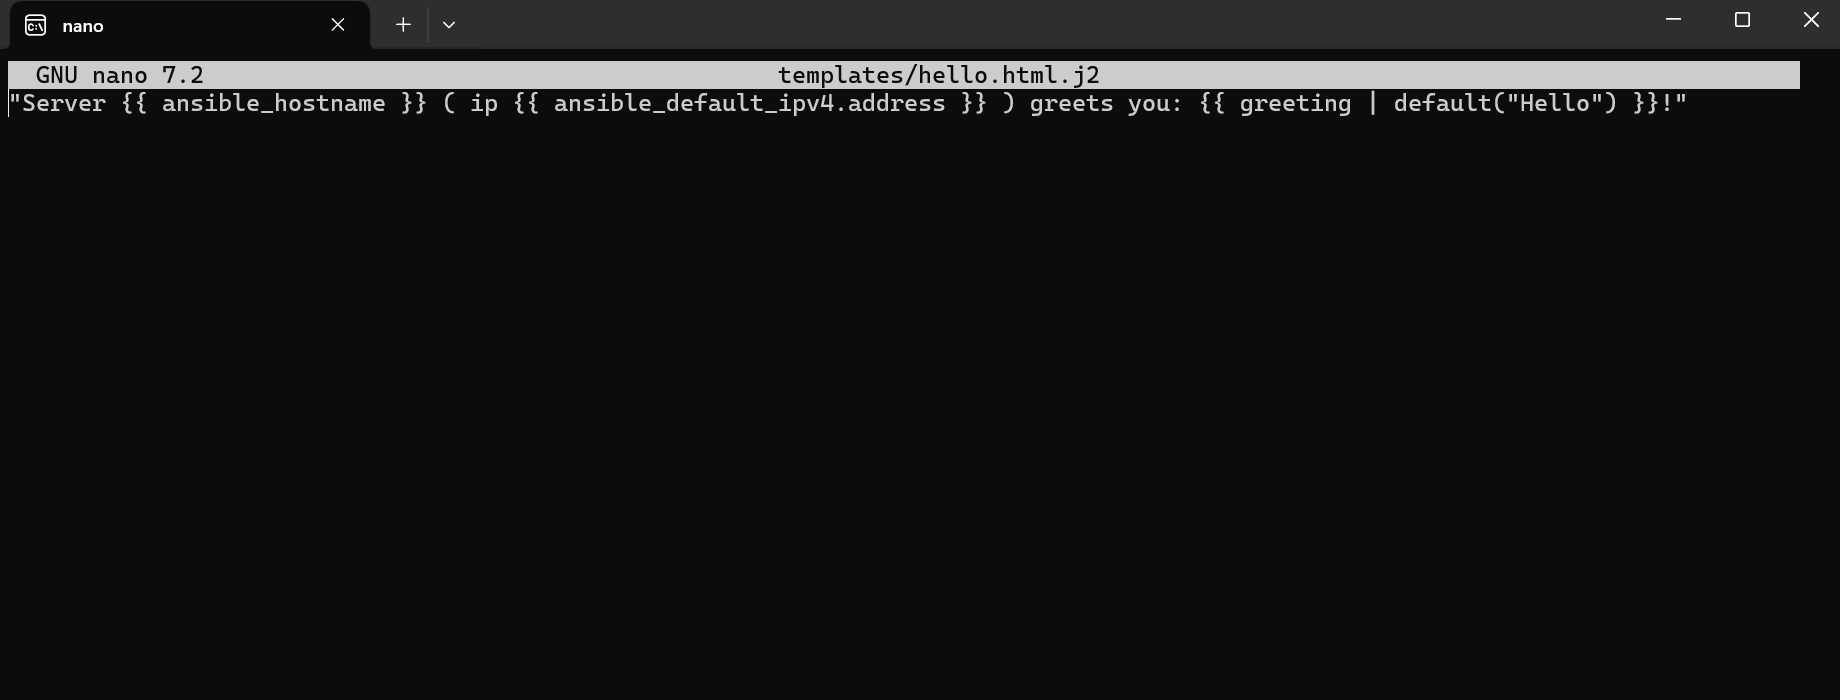 nano
GNU nano 7.2 templates/hello.html.j2
"Server {{ ansible_hostname }} ( ip {{ ansible_default_ipv4.address }} ) greets you: {{ greeting | default("Hello") }}!"